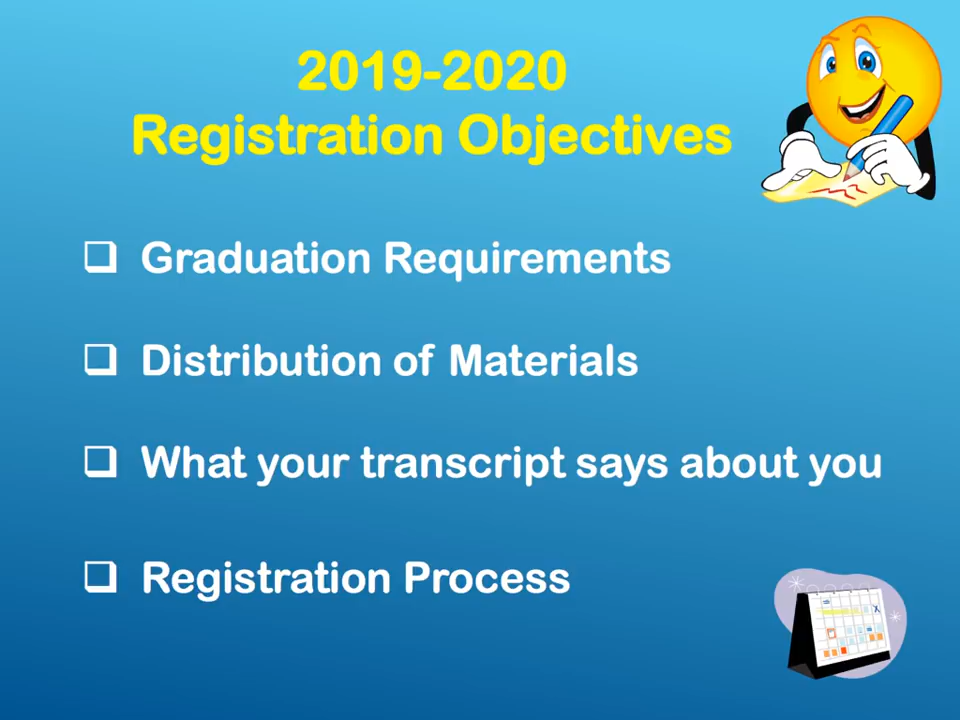 2019-2020
Registration Objectives
Graduation Requirements
Distribution of Materials
What your transcript says about you
Registration Process